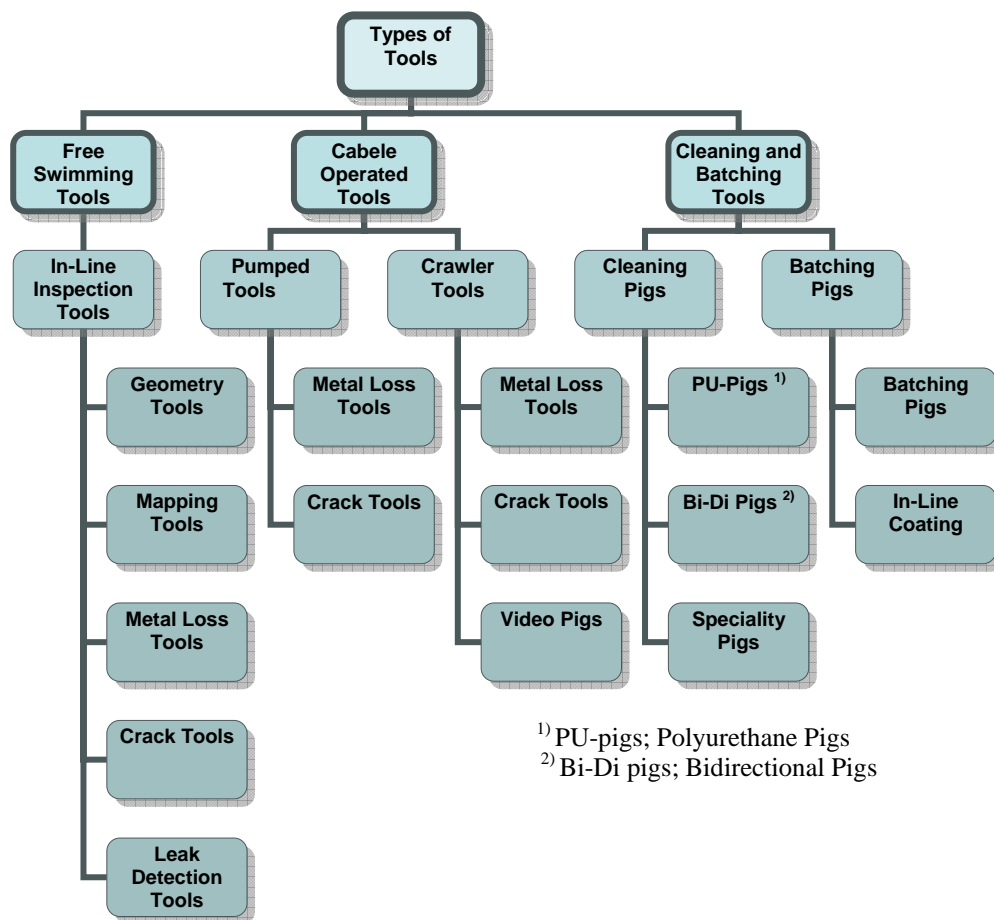 Types of
Tools
Free
Swimming
Tools
Cabele
Operated
Tools
Cleaning and
Batching
Tools
In-Line
Inspection
Tools
Pumped
Tools
Crawler
Tools
Cleaning
Pigs
Batching
Pigs
Geometry
Tools
Mapping
Tools
Metal Loss
Tools
Crack Tools
Leak
Detection
Tools
Metal Loss
Tools
Crack Tools
Metal Loss
Tools
Crack Tools
Video Pigs
PU-Pigs 1)
Bi-Di Pigs 2)
Speciality
Pigs
Batching
Pigs
In-Line
Coating
1) PU-pigs; Polyurethane Pigs
2) Bi-Di pigs; Bidirectional Pigs